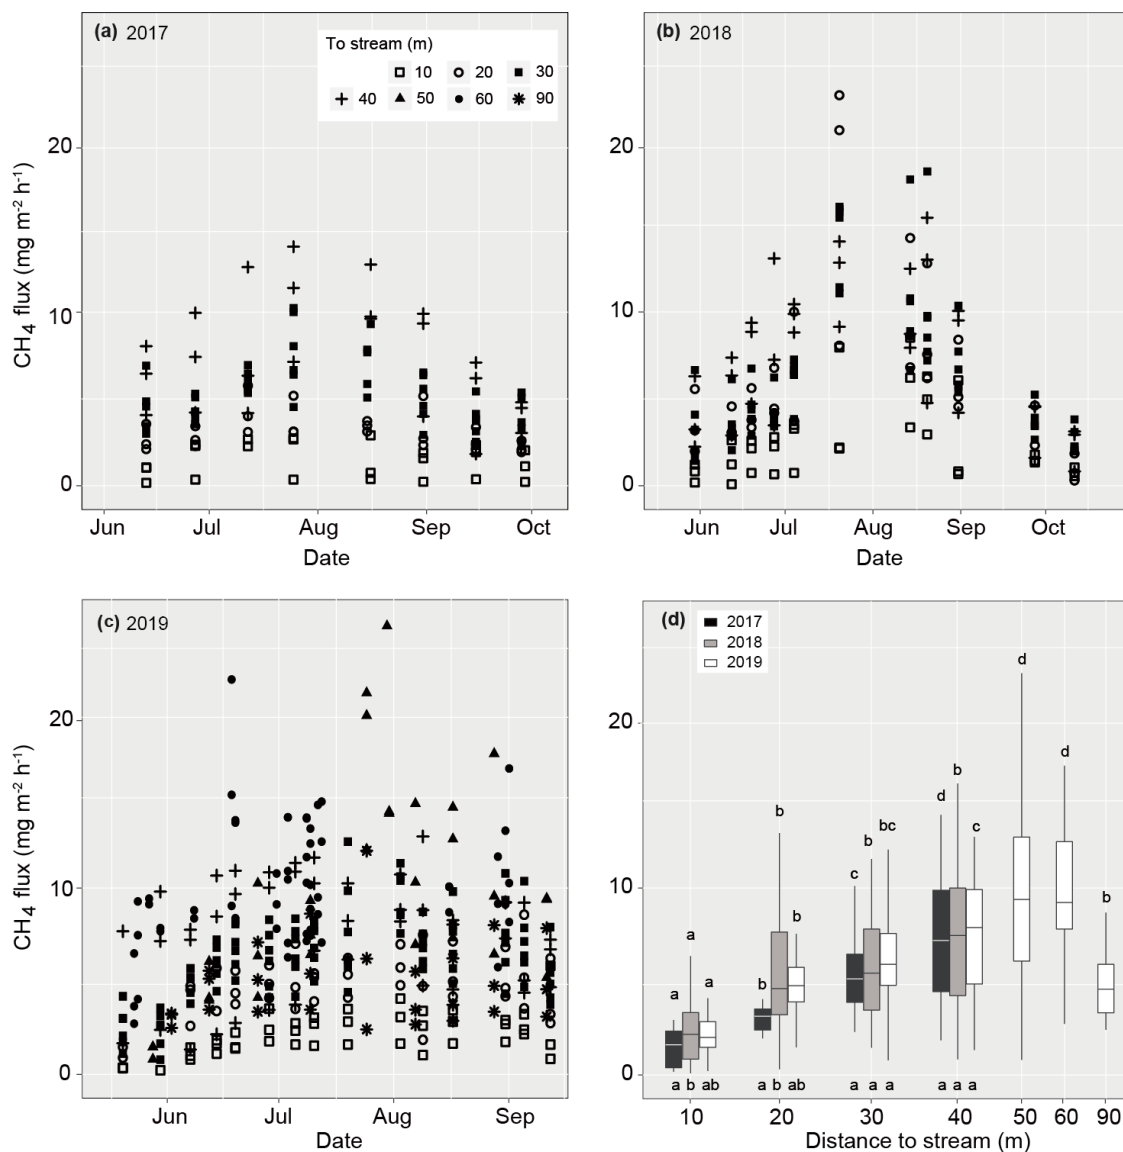 (a) 2017
To stream (m)
10 20 30
40 50 60 90
CH4 flux (mg m-2 h-1)
20
10
0
Jun Jul Aug Sep Oct
Date
(b) 2018
20
10
0
Jun Jul Aug Sep Oct
Date
(c) 2019
CH4 flux (mg m-2 h-1)
20
10
0
Jun Jul Aug Sep
Date
(d)
2017
2018
2019
20
10
0
a a a
b b b
c b bc
d b c
d d b
a b ab a b ab a a a a a a
10 20 30 40 50 60 90
Distance to stream (m)